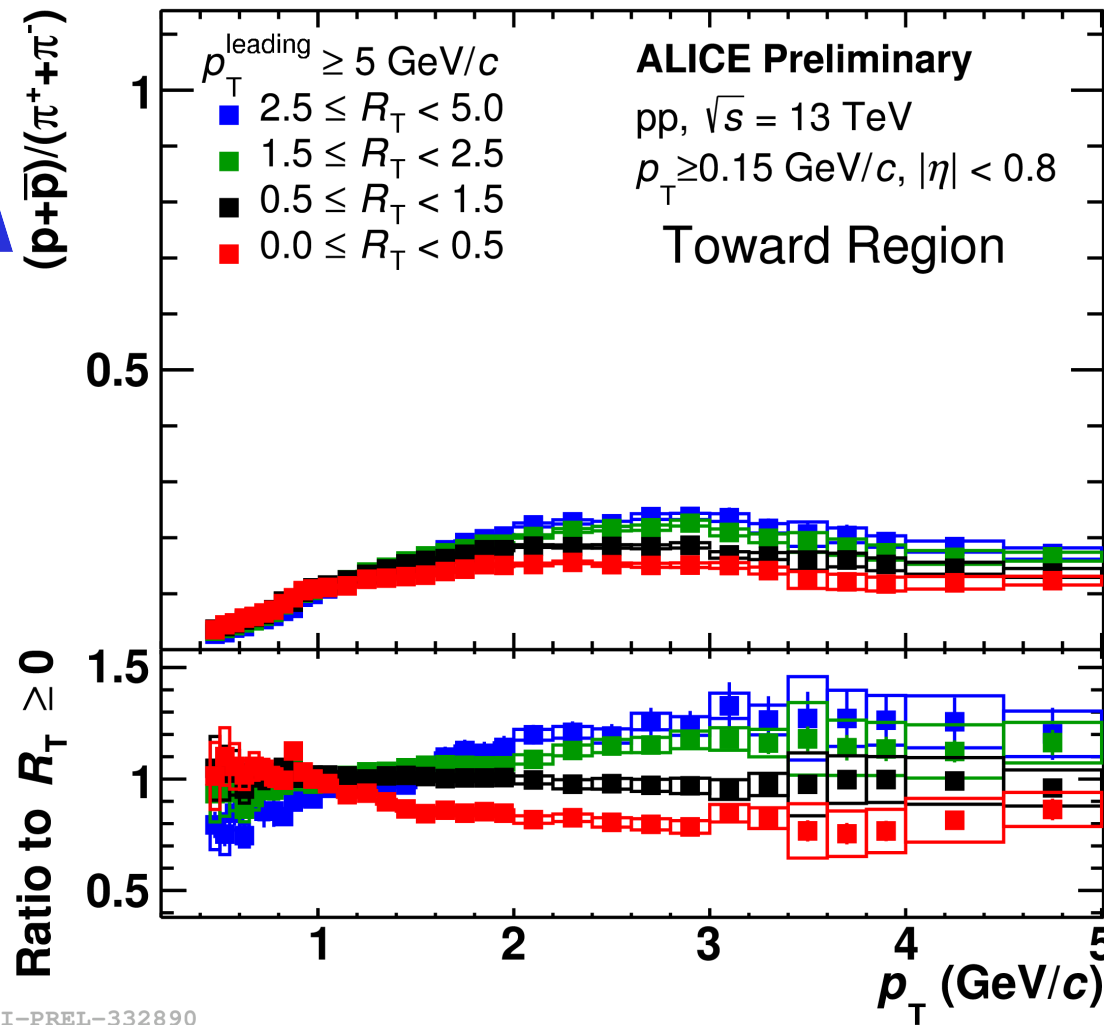 (p+p̅)/(π⁺+π⁻)
1
0.5
p_T^leading ≥ 5 GeV/c
2.5 ≤ R_T < 5.0
1.5 ≤ R_T < 2.5
0.5 ≤ R_T < 1.5
0.0 ≤ R_T < 0.5
ALICE Preliminary
pp, √s = 13 TeV
p_T≥0.15 GeV/c, |η| < 0.8
Toward Region
Ratio to R_T ≥ 0
1.5
1
0.5
1 2 3 4 5
p_T (GeV/c)
I-PREL-332890